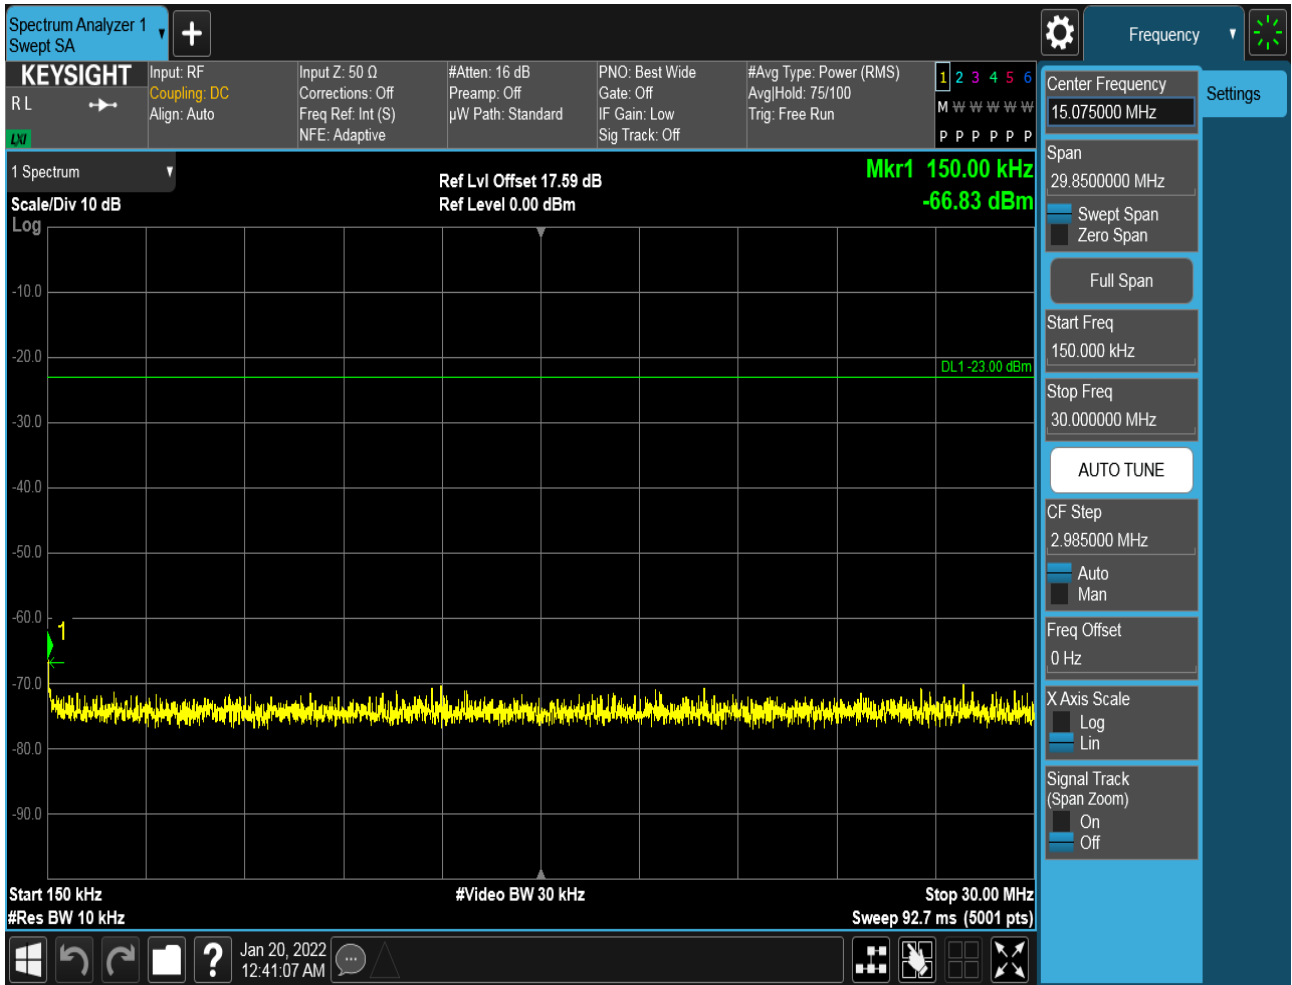 Spectrum Analyzer 1
Swept SA
+
Frequency
KEYSIGHT
R L
LXI
Input: RF
Coupling: DC
Align: Auto
Input Z: 50 Ω
Corrections: Off
Freq Ref: Int (S)
NFE: Adaptive
#Atten: 16 dB
Preamp: Off
µW Path: Standard
PNO: Best Wide
Gate: Off
IF Gain: Low
Sig Track: Off
#Avg Type: Power (RMS)
Avg|Hold: 75/100
Trig: Free Run
1 2 3 4 5 6
M W W W W W
P P P P P P
Center Frequency
15.075000 MHz
Settings
Span
29.8500000 MHz
Swept Span
Zero Span
Full Span
Start Freq
150.000 kHz
Stop Freq
30.000000 MHz
AUTO TUNE
CF Step
2.985000 MHz
Auto
Man
Freq Offset
0 Hz
X Axis Scale
Log
Lin
Signal Track
(Span Zoom)
On
Off
1 Spectrum
Scale/Div 10 dB
Log
Ref Lvl Offset 17.59 dB
Ref Level 0.00 dBm
Mkr1 150.00 kHz
-66.83 dBm
-10.0
-20.0
DL1 -23.00 dBm
-30.0
-40.0
-50.0
-60.0
1
-70.0
-80.0
-90.0
Start 150 kHz
#Video BW 30 kHz
Stop 30.00 MHz
#Res BW 10 kHz
Sweep 92.7 ms (5001 pts)
?
Jan 20, 2022
12:41:07 AM